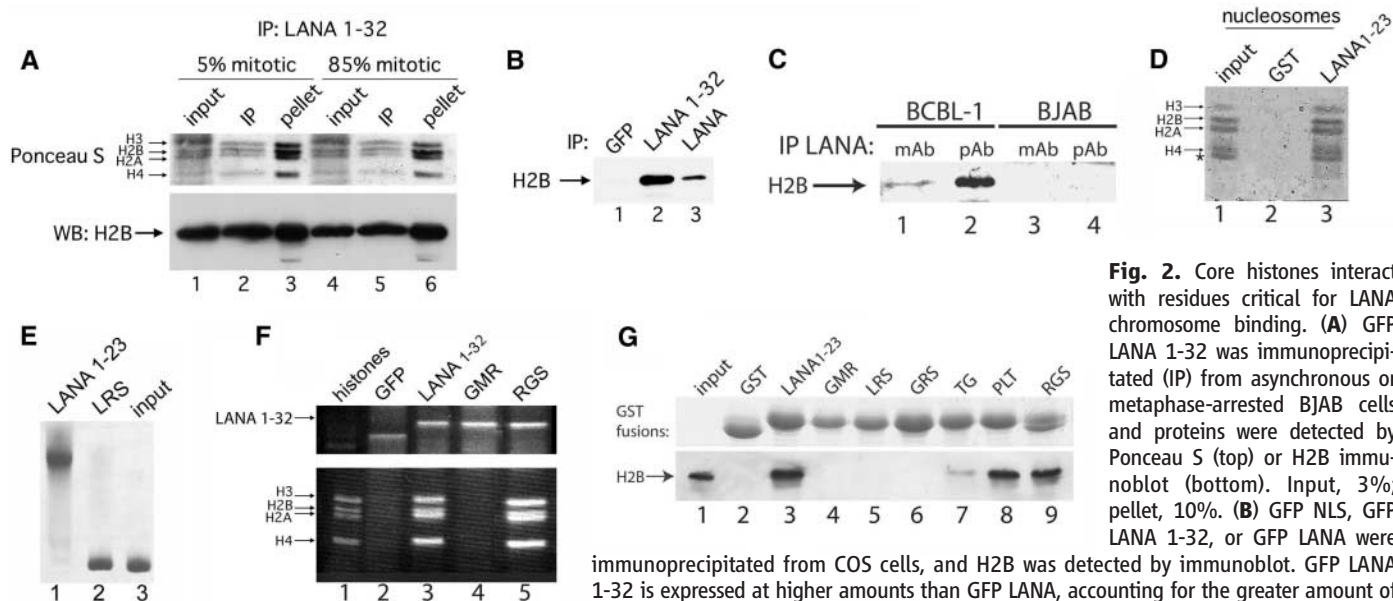 IP: LANA 1-32
A
5% mitotic 85% mitotic
input IP pellet input IP pellet
Ponceau S
H3
H2B
H2A
H4
WB: H2B
1 2 3 4 5 6
B
IP: GFP LANA 1-32 LANA
H2B
1 2 3
C
BCBL-1 BJAB
IP LANA: mAb pAb mAb pAb
H2B
1 2 3 4
D
nucleosomes
input GST LANA1-23
H3
H2B
H2A
H4
*
1 2 3
E
LANA 1-23 LRS input
1 2 3
F
histones GFP LANA 1-32 GMR RGS
LANA 1-32
H3
H2B
H2A
H4
1 2 3 4 5
G
input GST LANA1-23 GMR LRS GRS TG PLT RGS
GST
fusions:
H2B
1 2 3 4 5 6 7 8 9
Fig. 2. Core histones interact
with residues critical for LANA
chromosome binding. (A) GFP
LANA 1-32 was immunoprecipi-
tated (IP) from asynchronous or
metaphase-arrested BJAB cells
and proteins were detected by
Ponceau S (top) or H2B immu-
noblot (bottom). Input, 3%;
pellet, 10%. (B) GFP NLS, GFP
LANA 1-32, or GFP LANA were
immunoprecipitated from COS cells, and H2B was detected by immunoblot. GFP LANA
1-32 is expressed at higher amounts than GFP LANA, accounting for the greater amount of